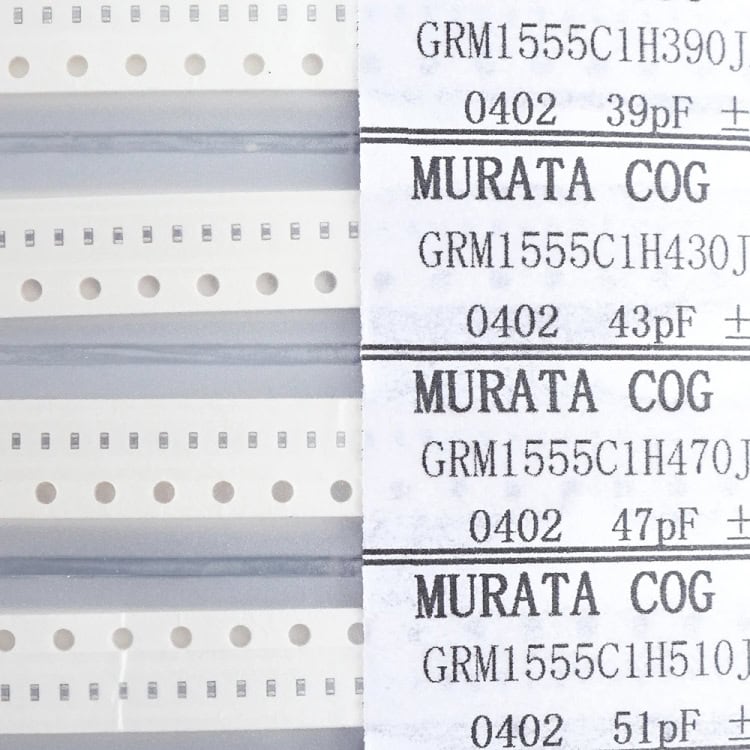 GRM1555C1H390J
0402 39pF ±
MURATA COG
GRM1555C1H430J
0402 43pF ±
MURATA COG
GRM1555C1H470J
0402 47pF ±
MURATA COG
GRM1555C1H510J
0402 51pF ±